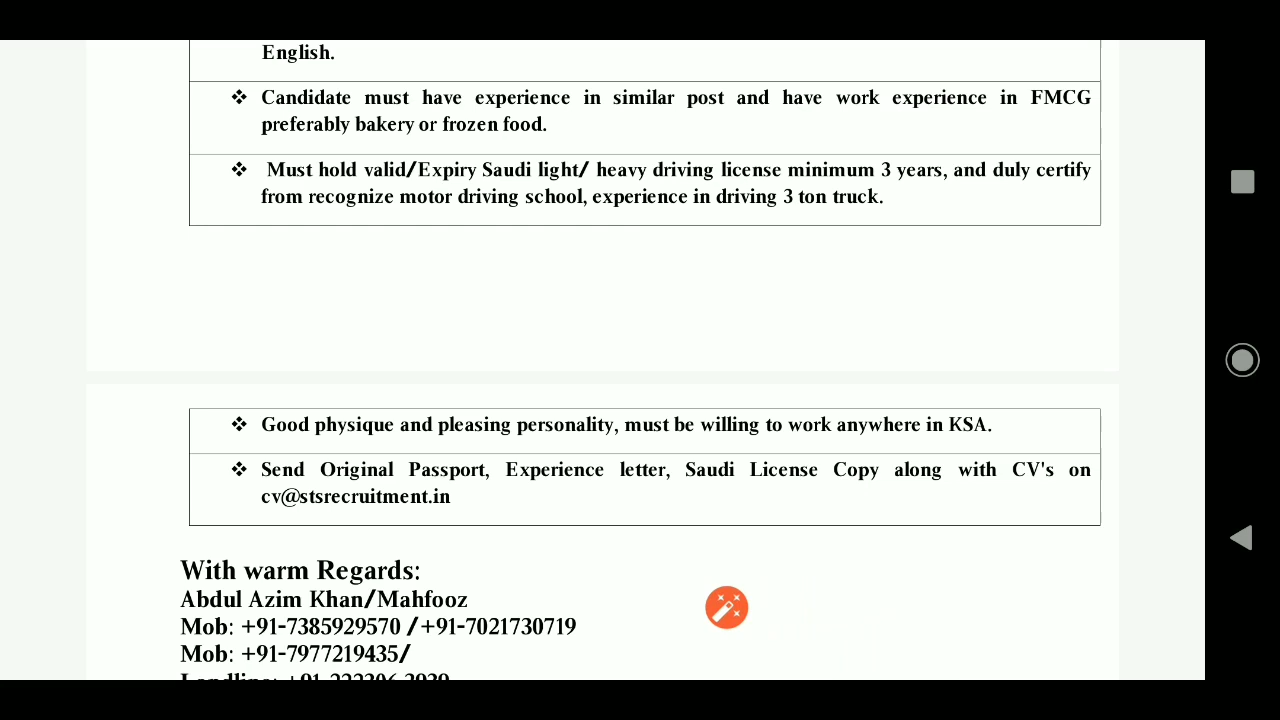 English.
❖ Candidate must have experience in similar post and have work experience in FMCG
preferably bakery or frozen food.
❖ Must hold valid/Expiry Saudi light/ heavy driving license minimum 3 years, and duly certify
from recognize motor driving school, experience in driving 3 ton truck.
❖ Good physique and pleasing personality, must be willing to work anywhere in KSA.
❖ Send Original Passport, Experience letter, Saudi License Copy along with CV's on
cv@stsrecruitment.in
With warm Regards:
Abdul Azim Khan/Mahfooz
Mob: +91-7385929570 /+91-7021730719
Mob: +91-7977219435/